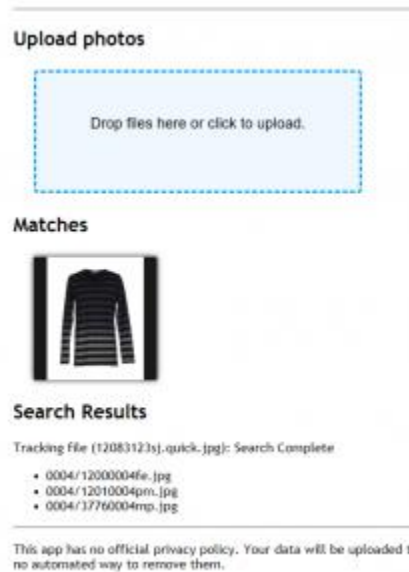 Upload photos
Drop files here or click to upload.
Matches
Search Results
Tracking file (12083123sj.quick.jpg): Search Complete
0004/12000004fe.jpg
0004/12010004pm.jpg
0004/37760004mp.jpg
This app has no official privacy policy. Your data will be uploaded t
no automated way to remove them.